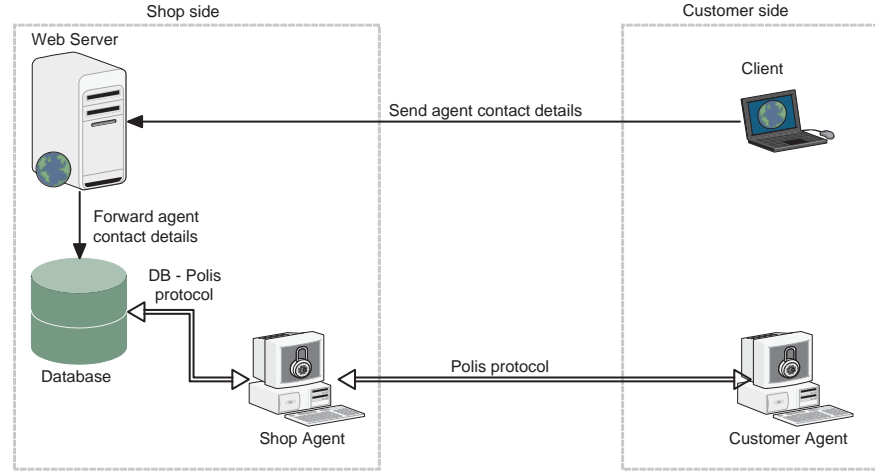 Shop side
Customer side
Web Server
Client
Send agent contact details
Forward agent
contact details
DB - Polis
protocol
Polis protocol
Database
Shop Agent
Customer Agent